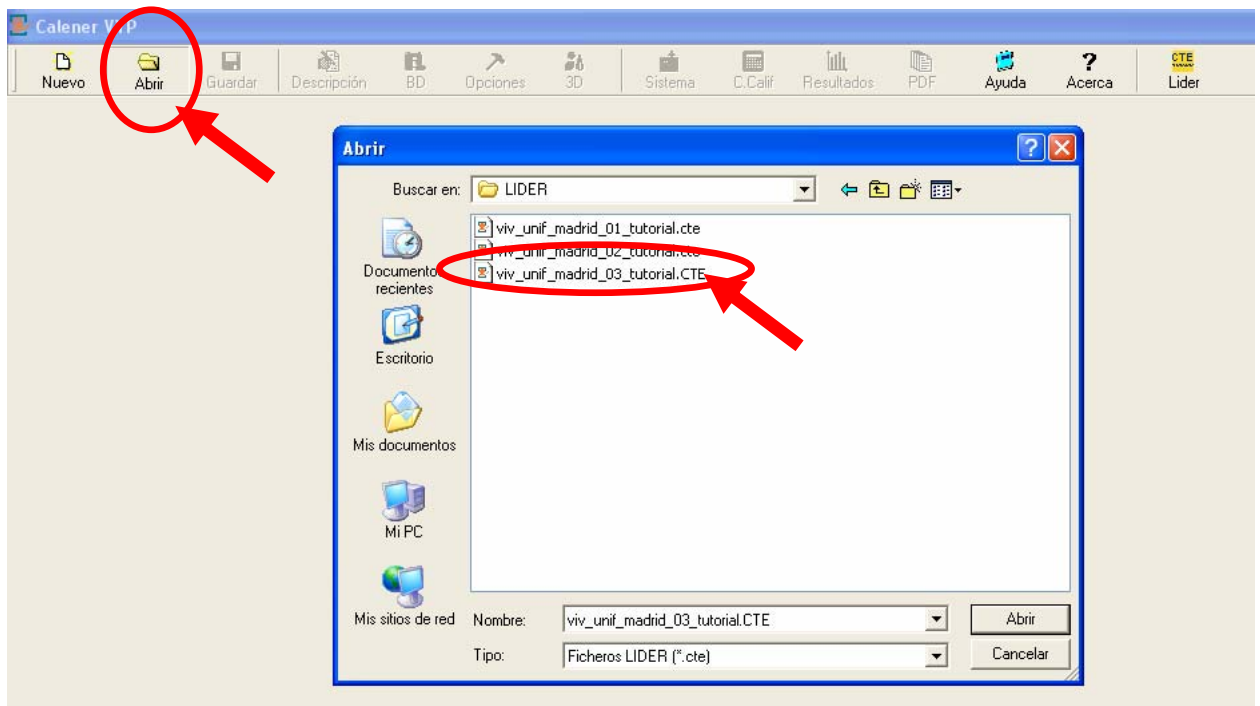 Calener VYP
Nuevo Abrir Guardar Descripción BD Opciones 3D Sistema C.Calif Resultados PDF Ayuda Acerca CTE Lider
Abrir
Buscar en: LIDER
viv_unif_madrid_01_tutorial.cte
viv_unif_madrid_02_tutorial.cte
viv_unif_madrid_03_tutorial.CTE
Documentos
recientes
Escritorio
Mis documentos
Mi PC
Mis sitios de red
Nombre: viv_unif_madrid_03_tutorial.CTE Abrir
Tipo: Ficheros LIDER (*.cte) Cancelar